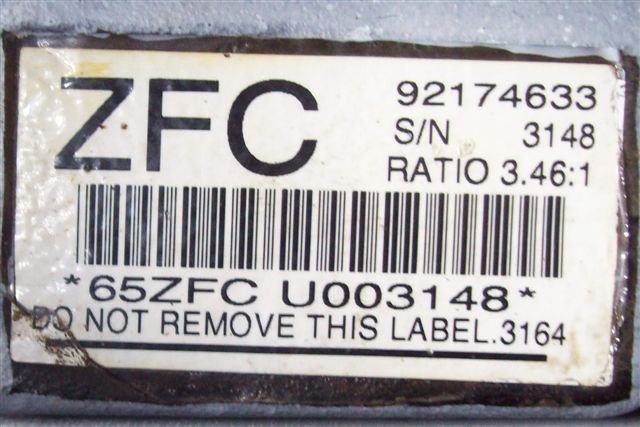 ZFC
92174633
S/N 3148
RATIO 3.46:1
*65ZFC U003148*
DO NOT REMOVE THIS LABEL.3164